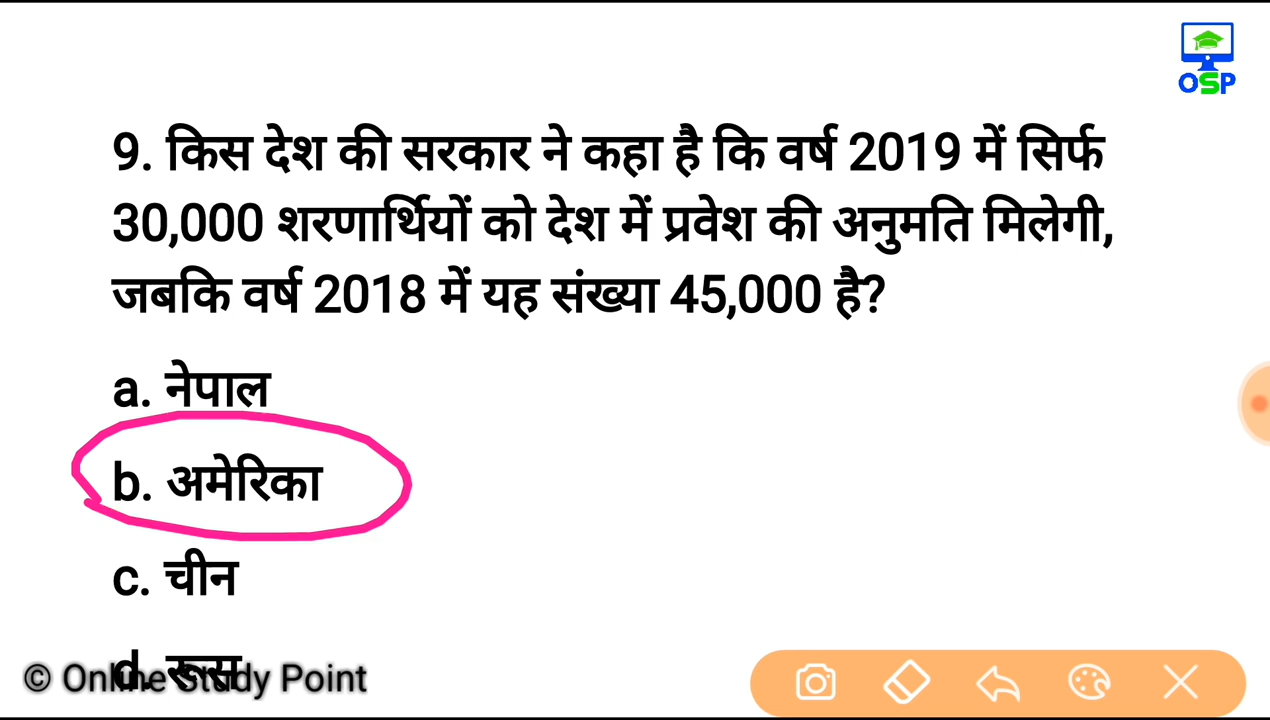 OSP
9. किस देश की सरकार ने कहा है कि वर्ष 2019 में सिर्फ
30,000 शरणार्थियों को देश में प्रवेश की अनुमति मिलेगी,
जबकि वर्ष 2018 में यह संख्या 45,000 है?
a. नेपाल
b. अमेरिका
c. चीन
d. रूस
© Online Study Point